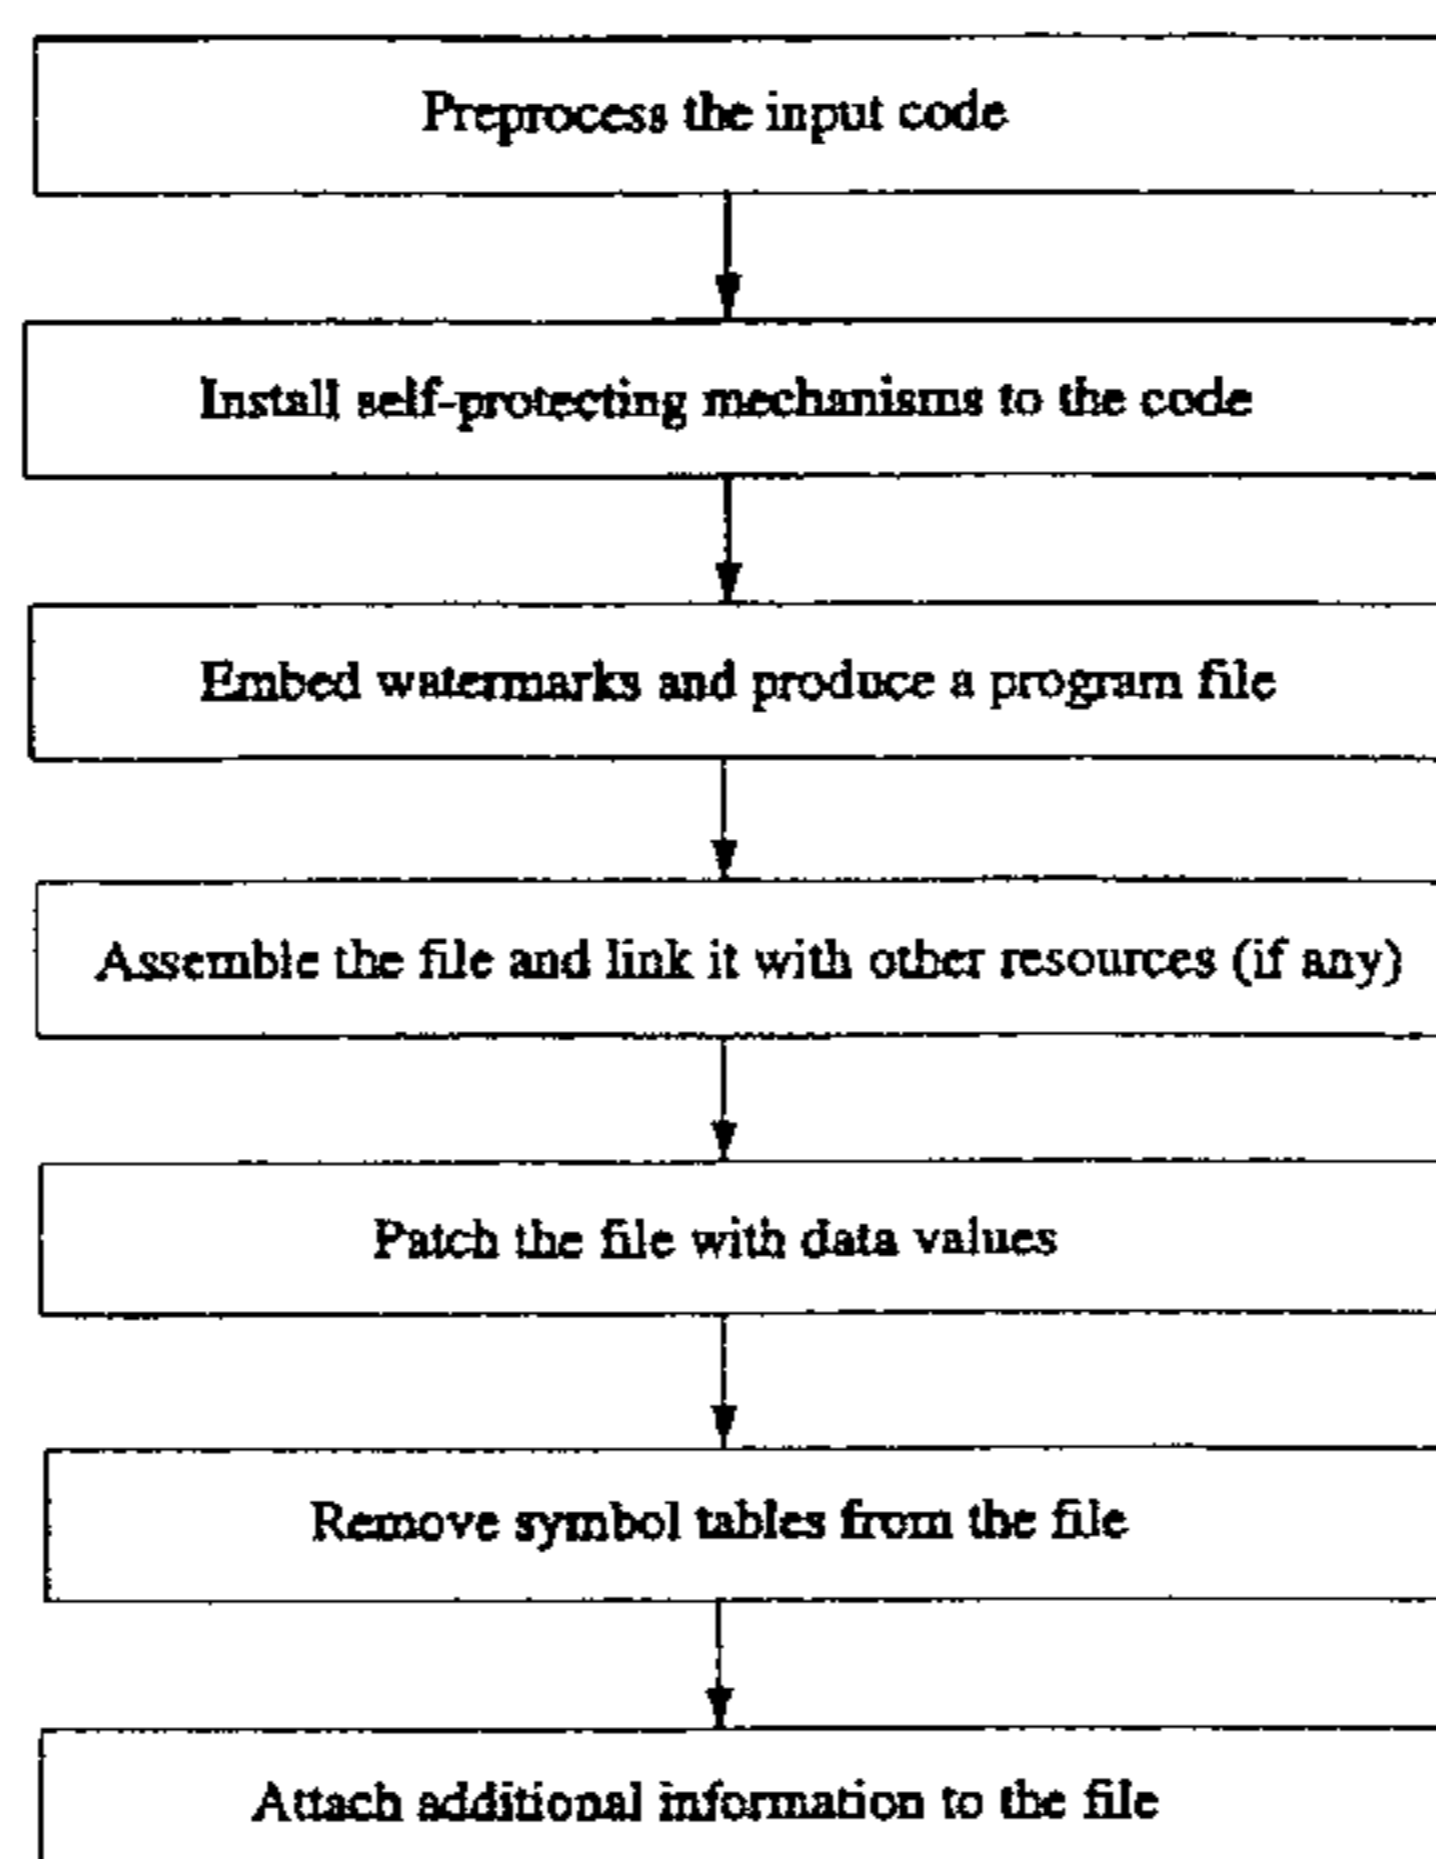 Preprocess the input code
Install self-protecting mechanisms to the code
Embed watermarks and produce a program file
Assemble the file and link it with other resources (if any)
Patch the file with data values
Remove symbol tables from the file
Attach additional information to the file